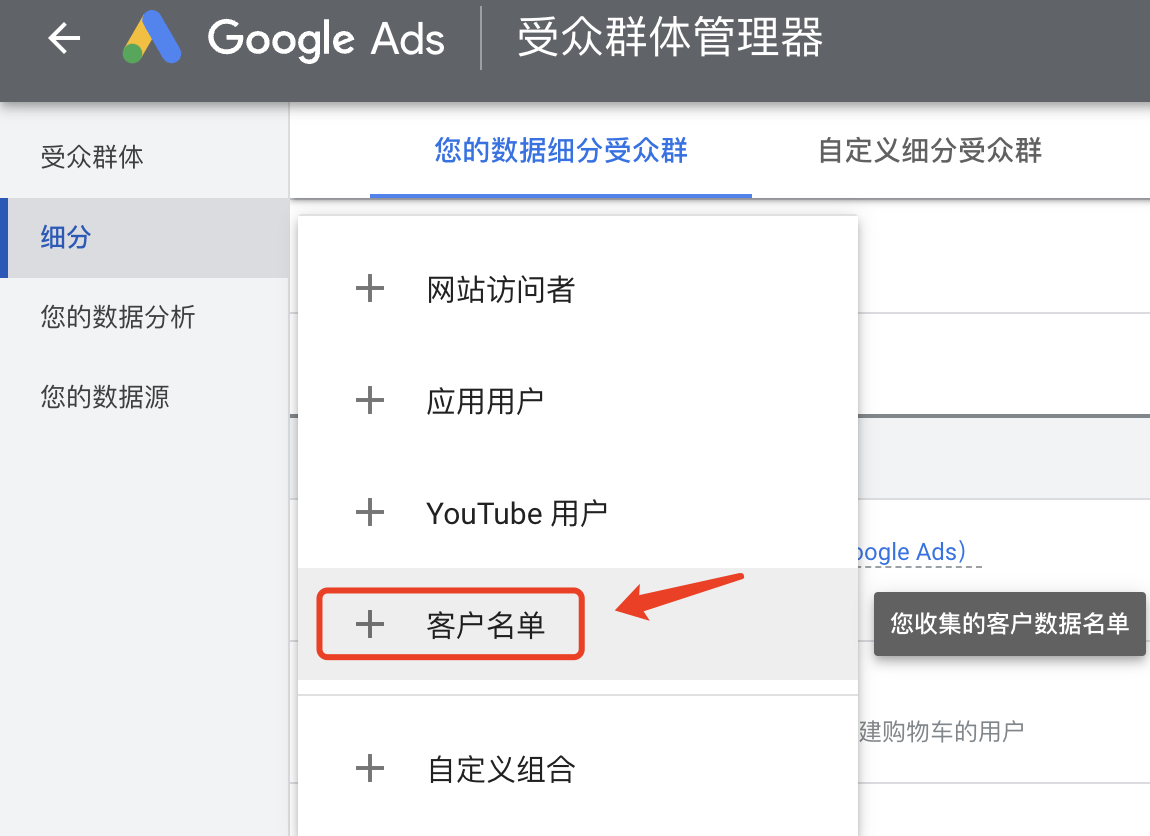 Google Ads
受众群体管理器
受众群体
细分
您的数据分析
您的数据源
您的数据细分受众群
自定义细分受众群
网站访问者
应用用户
YouTube 用户
客户名单
自定义组合
Ads)
您收集的客户数据名单
建购物车的用户